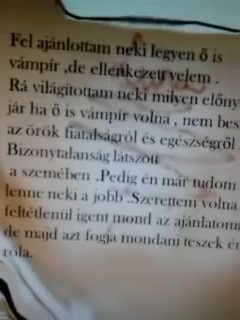 Fel ajánlottam neki legyen ő is
vámpír ,de ellenkezett velem .
Rá világítottam neki milyen előny
jár ha ő is vámpír volna , nem bes
az örök fiatalságról és egészségről .
Bizonytalanság látszott
a szemében .Pedig én már tudom
lenne neki a jobb .Szerettem volna
feltétlenül igent mond az ajánlatom
de majd azt fogja mondani teszek é
róla.